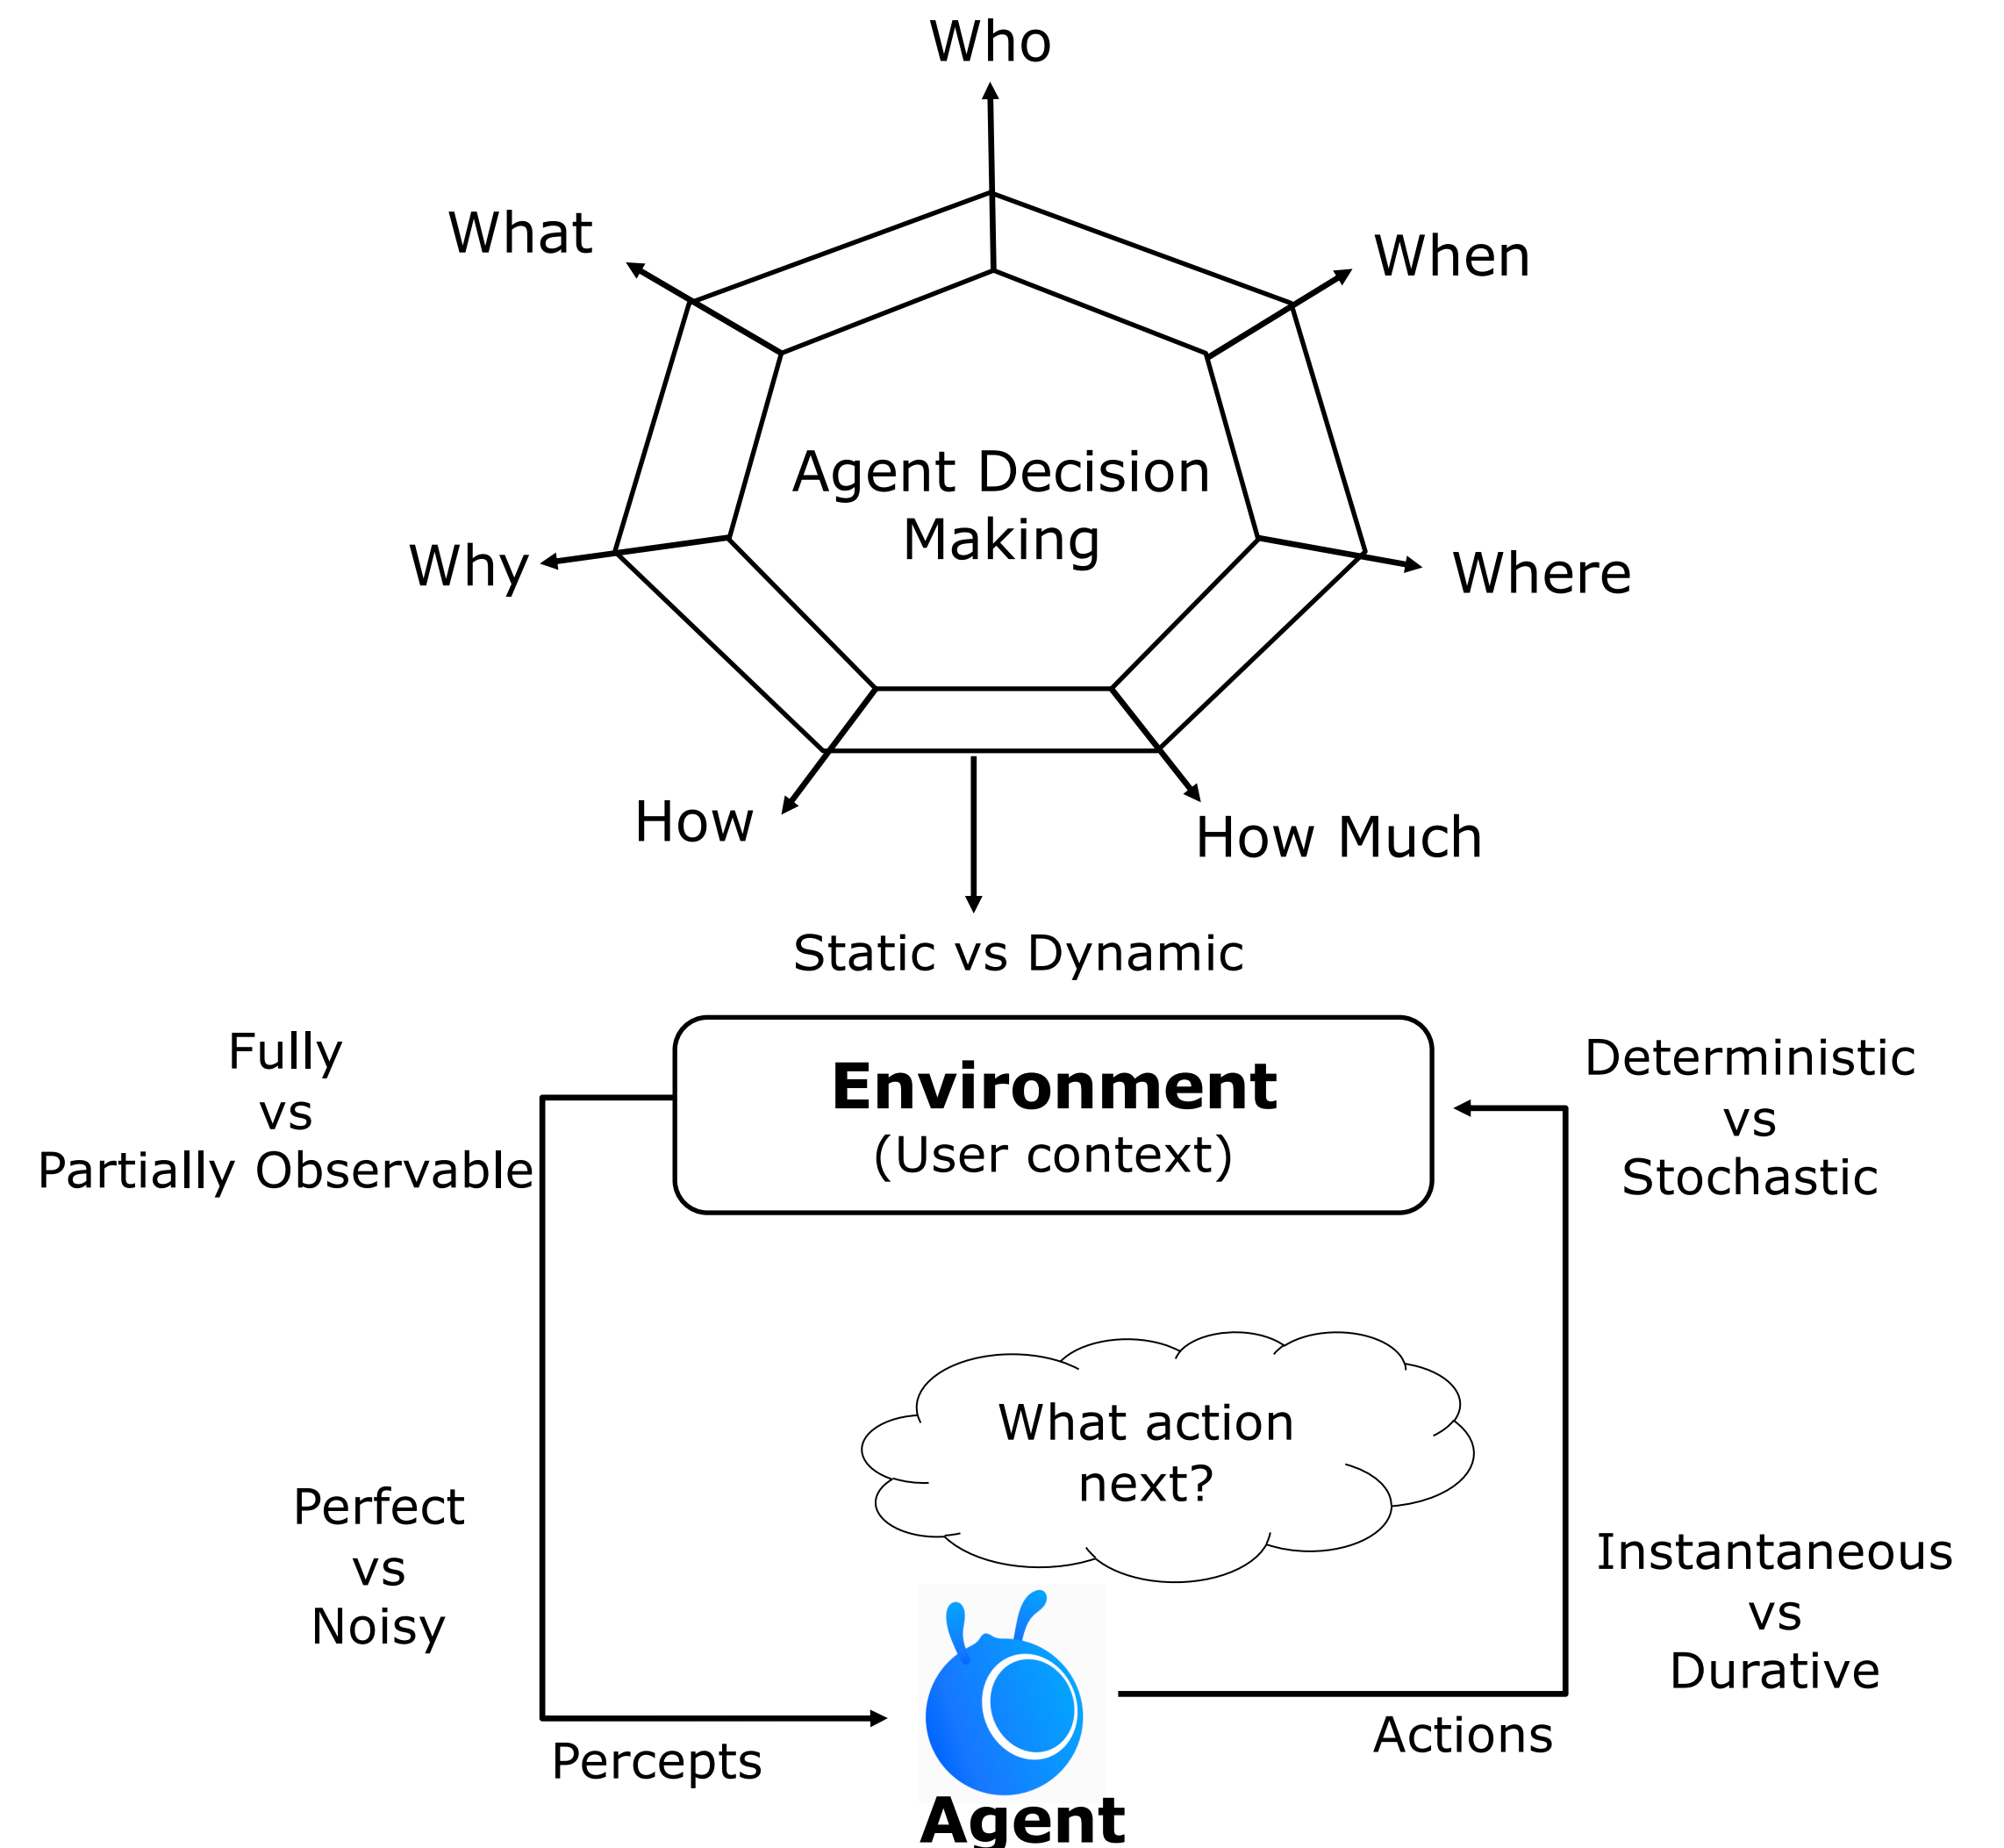 Who
What
When
Agent Decision
Making
Why
Where
How
How Much
Static vs Dynamic
Fully
vs
Partially Observable
Environment
(User context)
Deterministic
vs
Stochastic
What action
next?
Perfect
vs
Noisy
Instantaneous
vs
Durative
Percepts
Actions
Agent